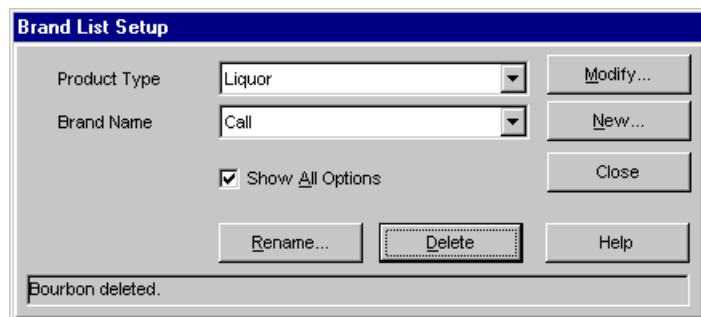 Brand List Setup
Product Type Liquor Modify...
Brand Name Call New...
Show All Options Close
Rename... Delete Help
Bourbon deleted.